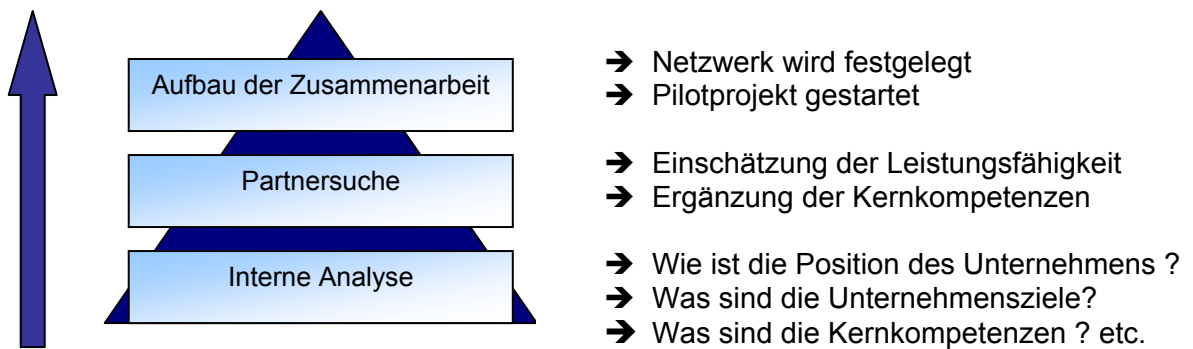 Aufbau der Zusammenarbeit
➔ Netzwerk wird festgelegt
➔ Pilotprojekt gestartet
Partnersuche
➔ Einschätzung der Leistungsfähigkeit
➔ Ergänzung der Kernkompetenzen
Interne Analyse
➔ Wie ist die Position des Unternehmens ?
➔ Was sind die Unternehmensziele?
➔ Was sind die Kernkompetenzen ? etc.